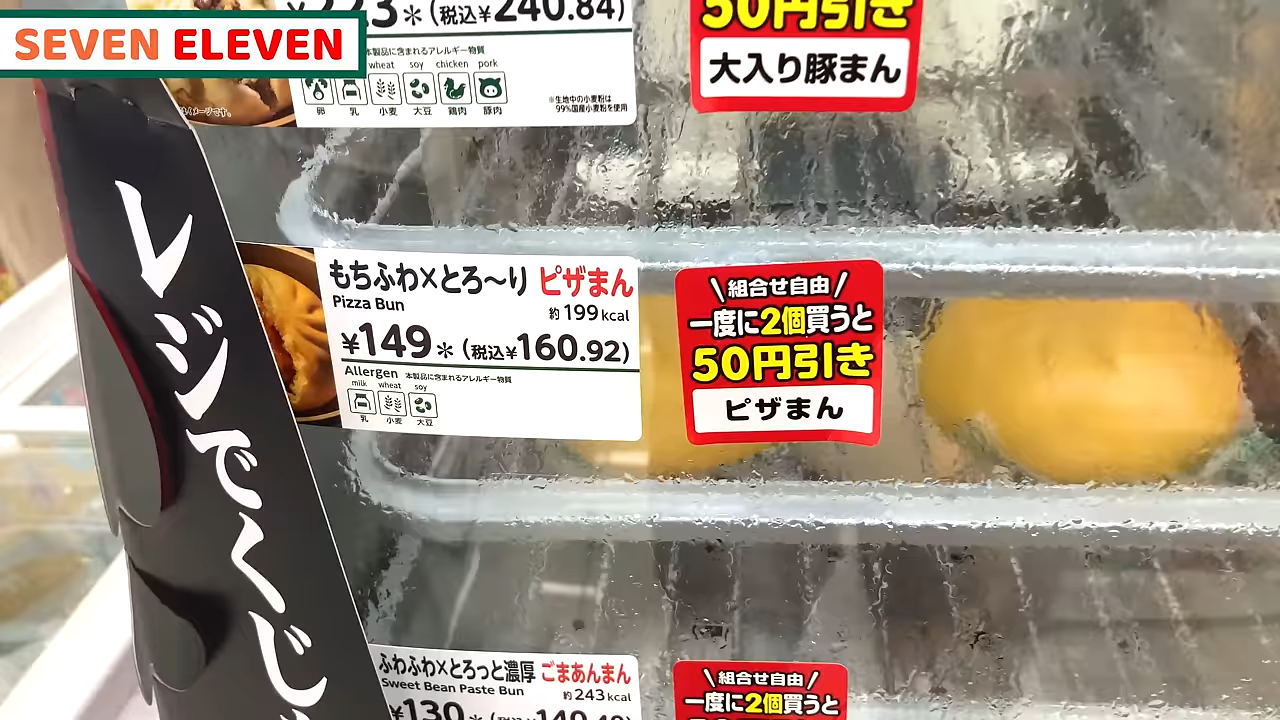 SEVEN ELEVEN
(税込¥240.84)
本製品に含まれるアレルギー物質
wheat soy chicken pork
卵 乳 小麦 大豆 鶏肉 豚肉
※生地中の小麦粉は
99%国産小麦粉を使用
50円引き
大入り豚まん
レジでくじ
もちふわ×とろ〜り ピザまん
Pizza Bun
約199kcal
¥149※(税込¥160.92)
Allergen 本製品に含まれるアレルギー物質
milk wheat soy
乳 小麦 大豆
\組合せ自由/
一度に2個買うと
50円引き
ピザまん
ふわふわ×とろっと濃厚 ごまあんまん
Sweet Bean Paste Bun
約243kcal
¥130※
\組合せ自由/
一度に2個買うと